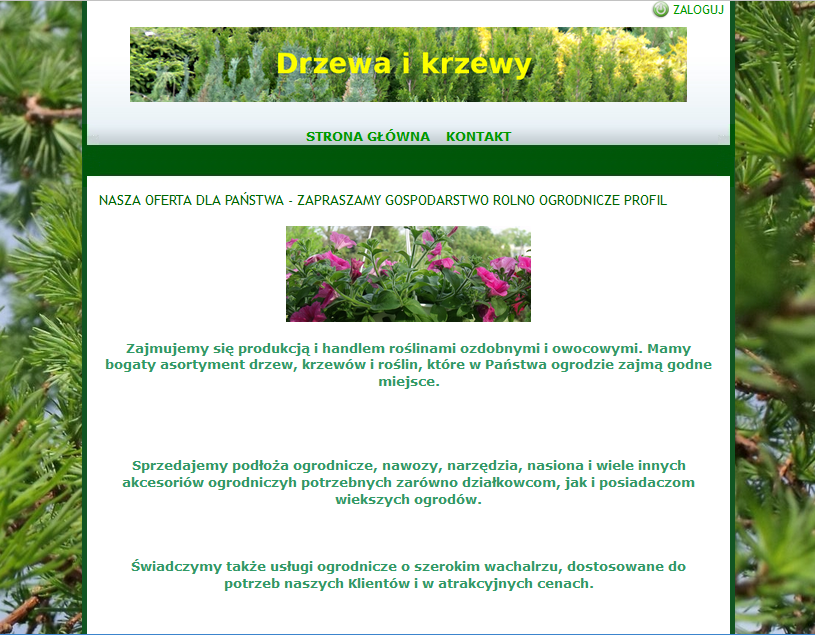 ZALOGUJ
Drzewa i krzewy
STRONA GŁÓWNA KONTAKT
NASZA OFERTA DLA PAŃSTWA - ZAPRASZAMY GOSPODARSTWO ROLNO OGRODNICZE PROFIL
Zajmujemy się produkcją i handlem roślinami ozdobnymi i owocowymi. Mamy
bogaty asortyment drzew, krzewów i roślin, które w Państwa ogrodzie zajmą godne
miejsce.
Sprzedajemy podłoża ogrodnicze, nawozy, narzędzia, nasiona i wiele innych
akcesoriów ogrodniczyh potrzebnych zarówno działkowcom, jak i posiadaczom
wiekszych ogrodów.
Świadczymy także usługi ogrodnicze o szerokim wachalrzu, dostosowane do
potrzeb naszych Klientów i w atrakcyjnych cenach.